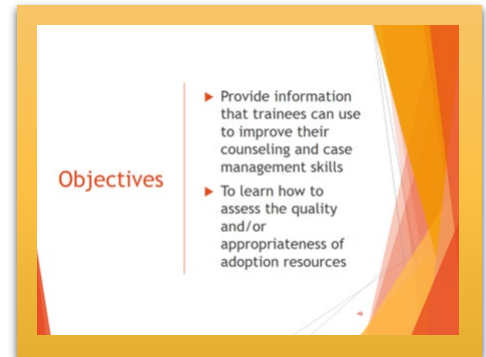 Objectives
Provide information
that trainees can use
to improve their
counseling and case
management skills
To learn how to
assess the quality
and/or
appropriateness of
adoption resources